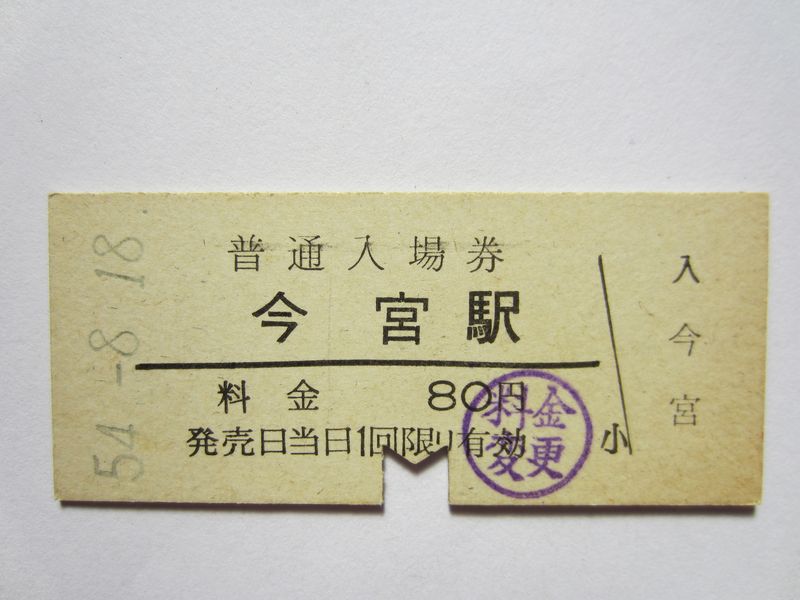 54.-8.18.
普通入場券
今宮駅
料金 80円
発売日当日1回限り有効
小
入
今
宮
料金
変更